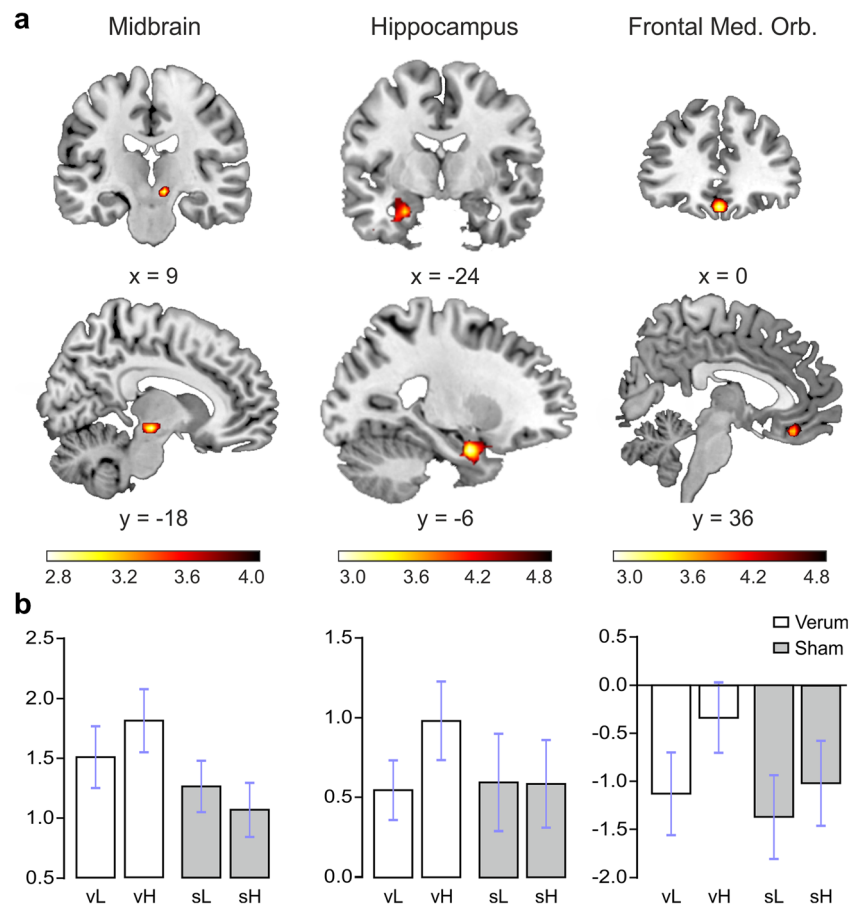 a
Midbrain Hippocampus Frontal Med. Orb.
x = 9 x = -24 x = 0
y = -18 y = -6 y = 36
2.8 3.2 3.6 4.0 3.0 3.6 4.2 4.8 3.0 3.6 4.2 4.8
b
Verum
Sham
2.5
2.0
1.5
1.0
0.5
vL vH sL sH
1.5
1.0
0.5
0.0
vL vH sL sH
0.5
0.0
-0.5
-1.0
-1.5
-2.0
vL vH sL sH